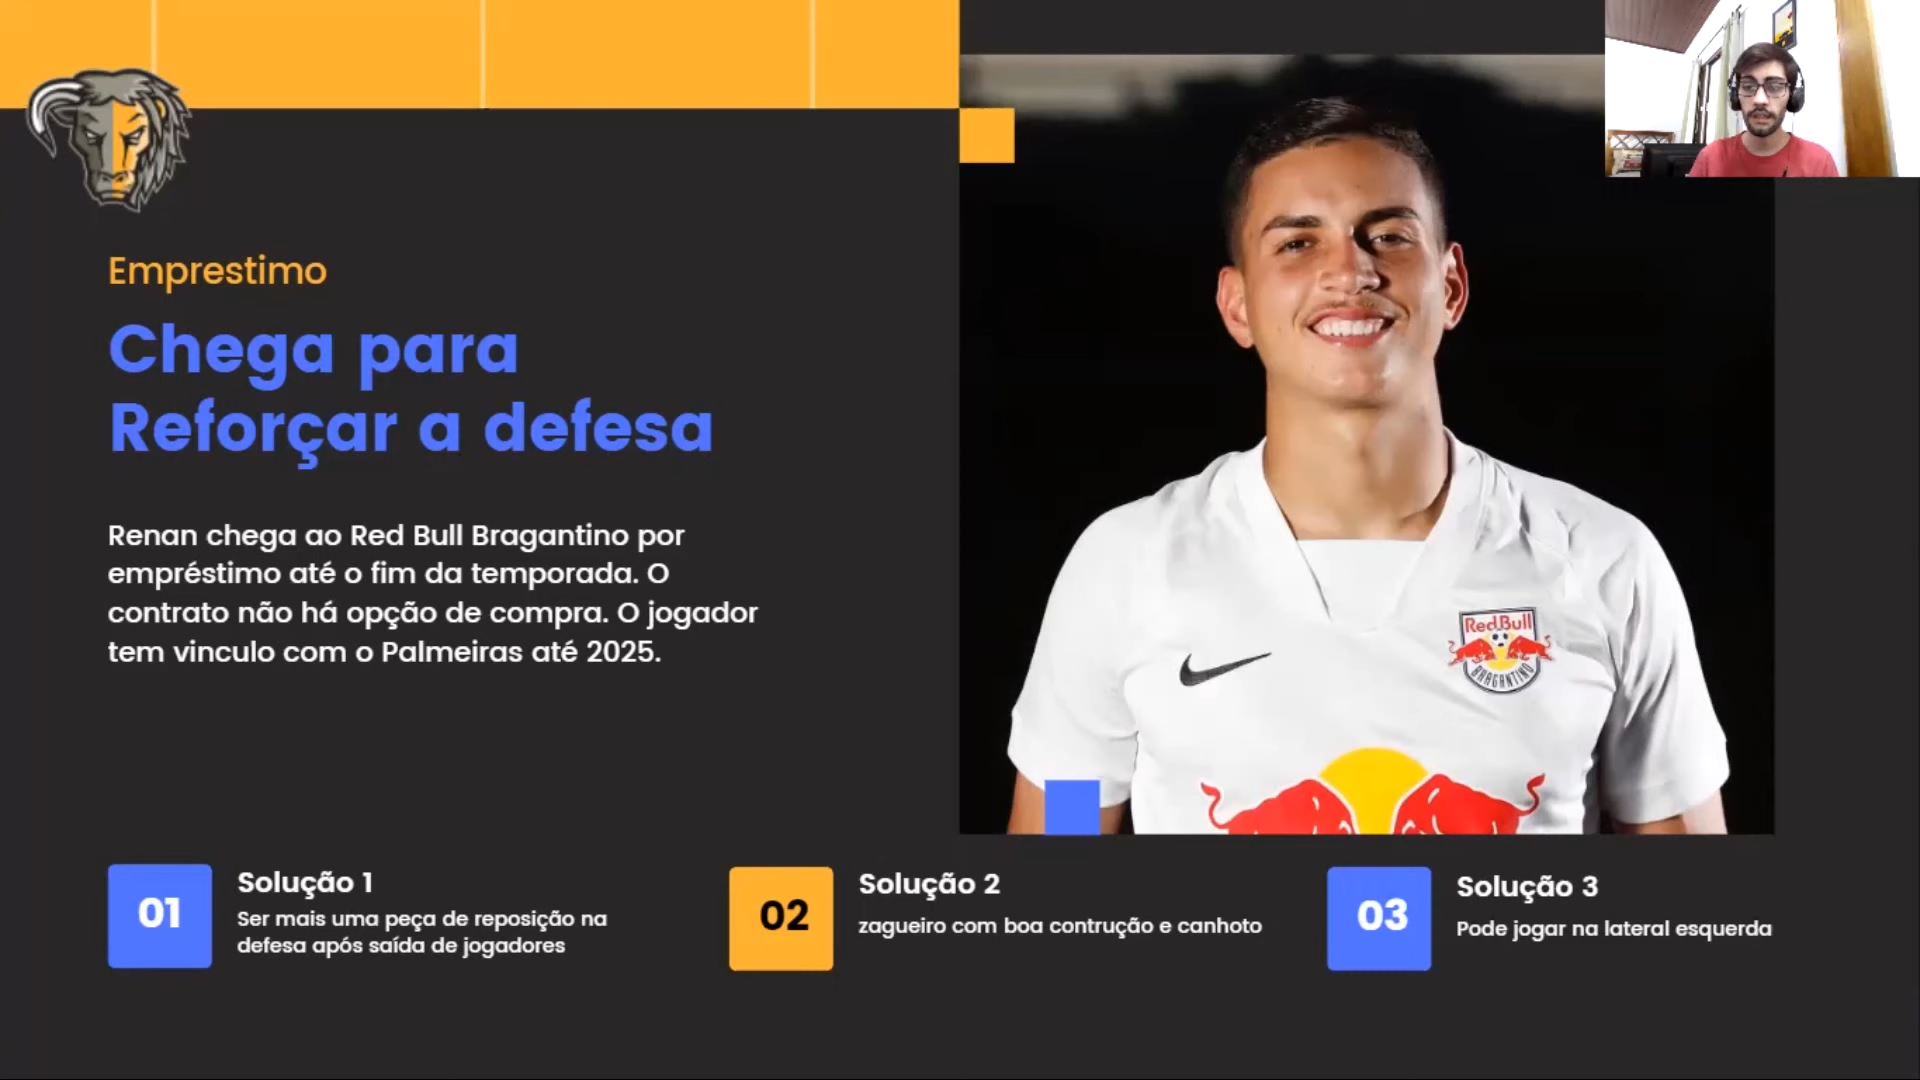 Emprestimo
Chega para
Reforçar a defesa
Renan chega ao Red Bull Bragantino por
empréstimo até o fim da temporada. O
contrato não há opção de compra. O jogador
tem vinculo com o Palmeiras até 2025.
Red Bull
BRAGANTINO
01
Solução 1
Ser mais uma peça de reposição na
defesa após saída de jogadores
02
Solução 2
zagueiro com boa contrução e canhoto
03
Solução 3
Pode jogar na lateral esquerda